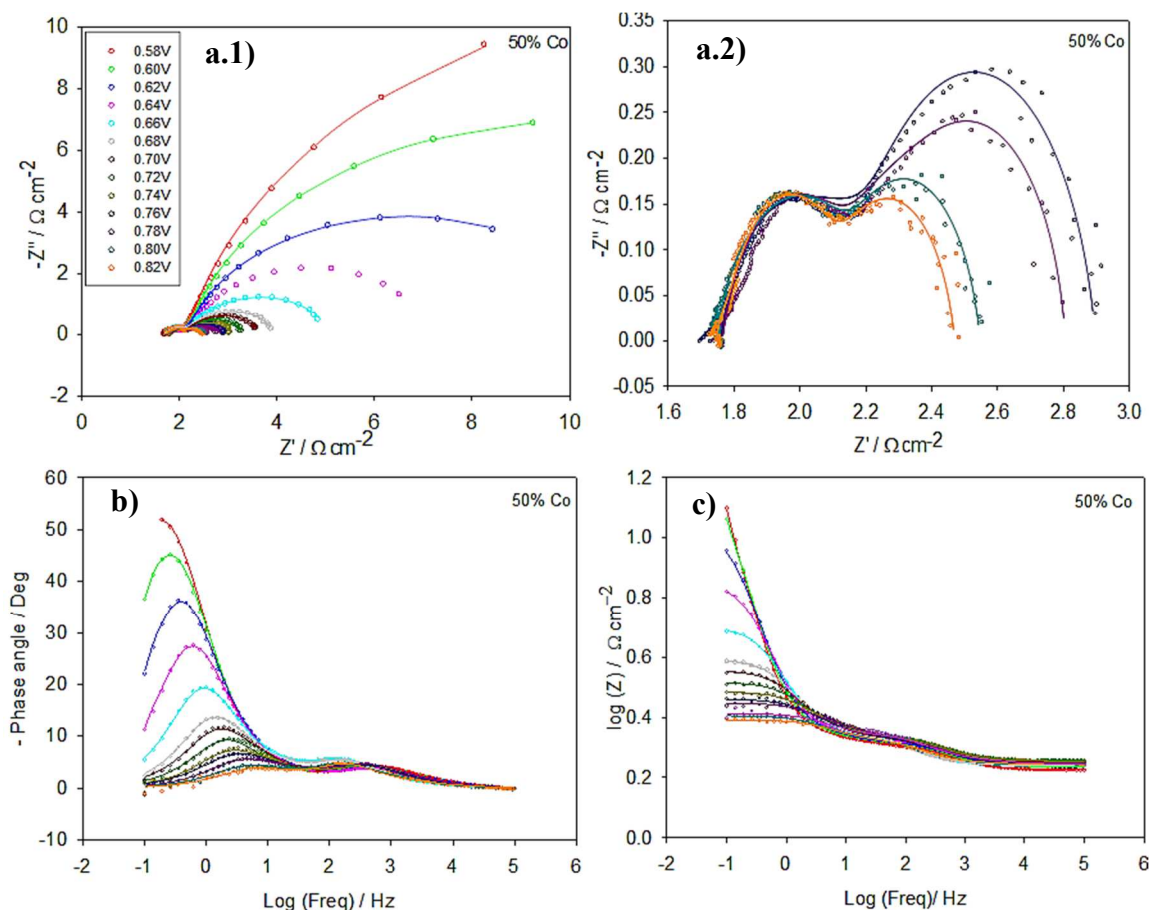 a.1)
50% Co
0.58V
0.60V
0.62V
0.64V
0.66V
0.68V
0.70V
0.72V
0.74V
0.76V
0.78V
0.80V
0.82V
-Z'' / Ω cm-2
10
8
6
4
2
0
-2
0 2 4 6 8 10
Z' / Ω cm-2
a.2)
50% Co
-Z'' / Ω cm-2
0.35
0.30
0.25
0.20
0.15
0.10
0.05
0.00
-0.05
1.6 1.8 2.0 2.2 2.4 2.6 2.8 3.0
Z' / Ω cm-2
b)
50% Co
- Phase angle / Deg
60
50
40
30
20
10
0
-10
-2 -1 0 1 2 3 4 5 6
Log (Freq) / Hz
c)
50% Co
log (Z) / Ω cm-2
1.2
1.0
0.8
0.6
0.4
0.2
0.0
-2 -1 0 1 2 3 4 5 6
Log (Freq)/ Hz